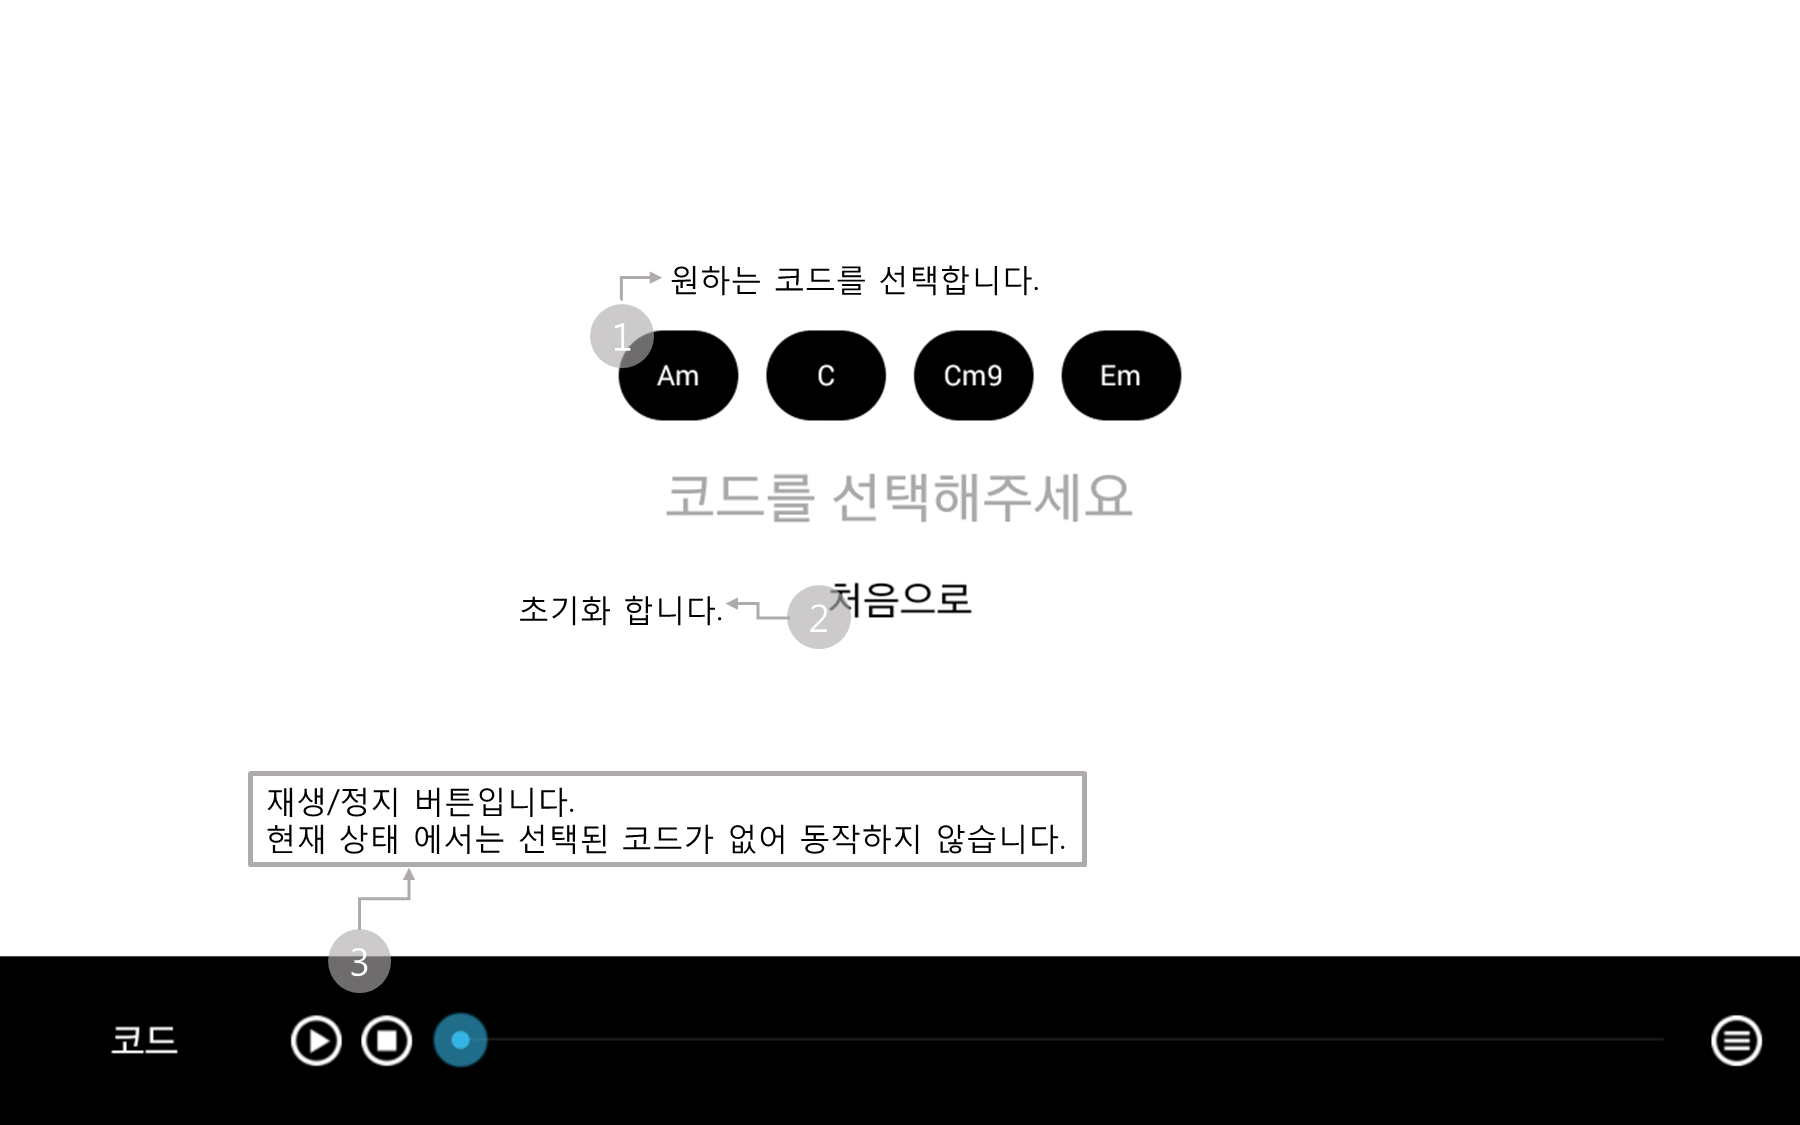 원하는 코드를 선택합니다.
1
Am C Cm9 Em
코드를 선택해주세요
초기화 합니다. 2 처음으로
재생/정지 버튼입니다.
현재 상태 에서는 선택된 코드가 없어 동작하지 않습니다.
3
코드